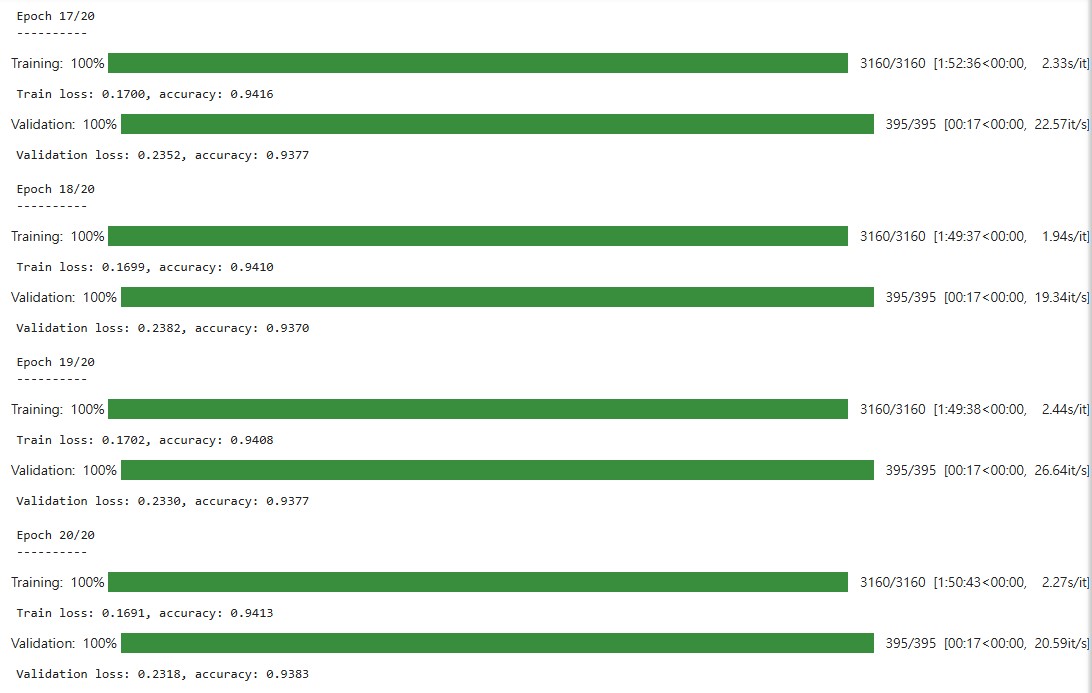 Epoch 17/20
----------
Training: 100% 3160/3160 [1:52:36<00:00, 2.33s/it]
Train loss: 0.1700, accuracy: 0.9416
Validation: 100% 395/395 [00:17<00:00, 22.57it/s]
Validation loss: 0.2352, accuracy: 0.9377
Epoch 18/20
----------
Training: 100% 3160/3160 [1:49:37<00:00, 1.94s/it]
Train loss: 0.1699, accuracy: 0.9410
Validation: 100% 395/395 [00:17<00:00, 19.34it/s]
Validation loss: 0.2382, accuracy: 0.9370
Epoch 19/20
----------
Training: 100% 3160/3160 [1:49:38<00:00, 2.44s/it]
Train loss: 0.1702, accuracy: 0.9408
Validation: 100% 395/395 [00:17<00:00, 26.64it/s]
Validation loss: 0.2330, accuracy: 0.9377
Epoch 20/20
----------
Training: 100% 3160/3160 [1:50:43<00:00, 2.27s/it]
Train loss: 0.1691, accuracy: 0.9413
Validation: 100% 395/395 [00:17<00:00, 20.59it/s]
Validation loss: 0.2318, accuracy: 0.9383